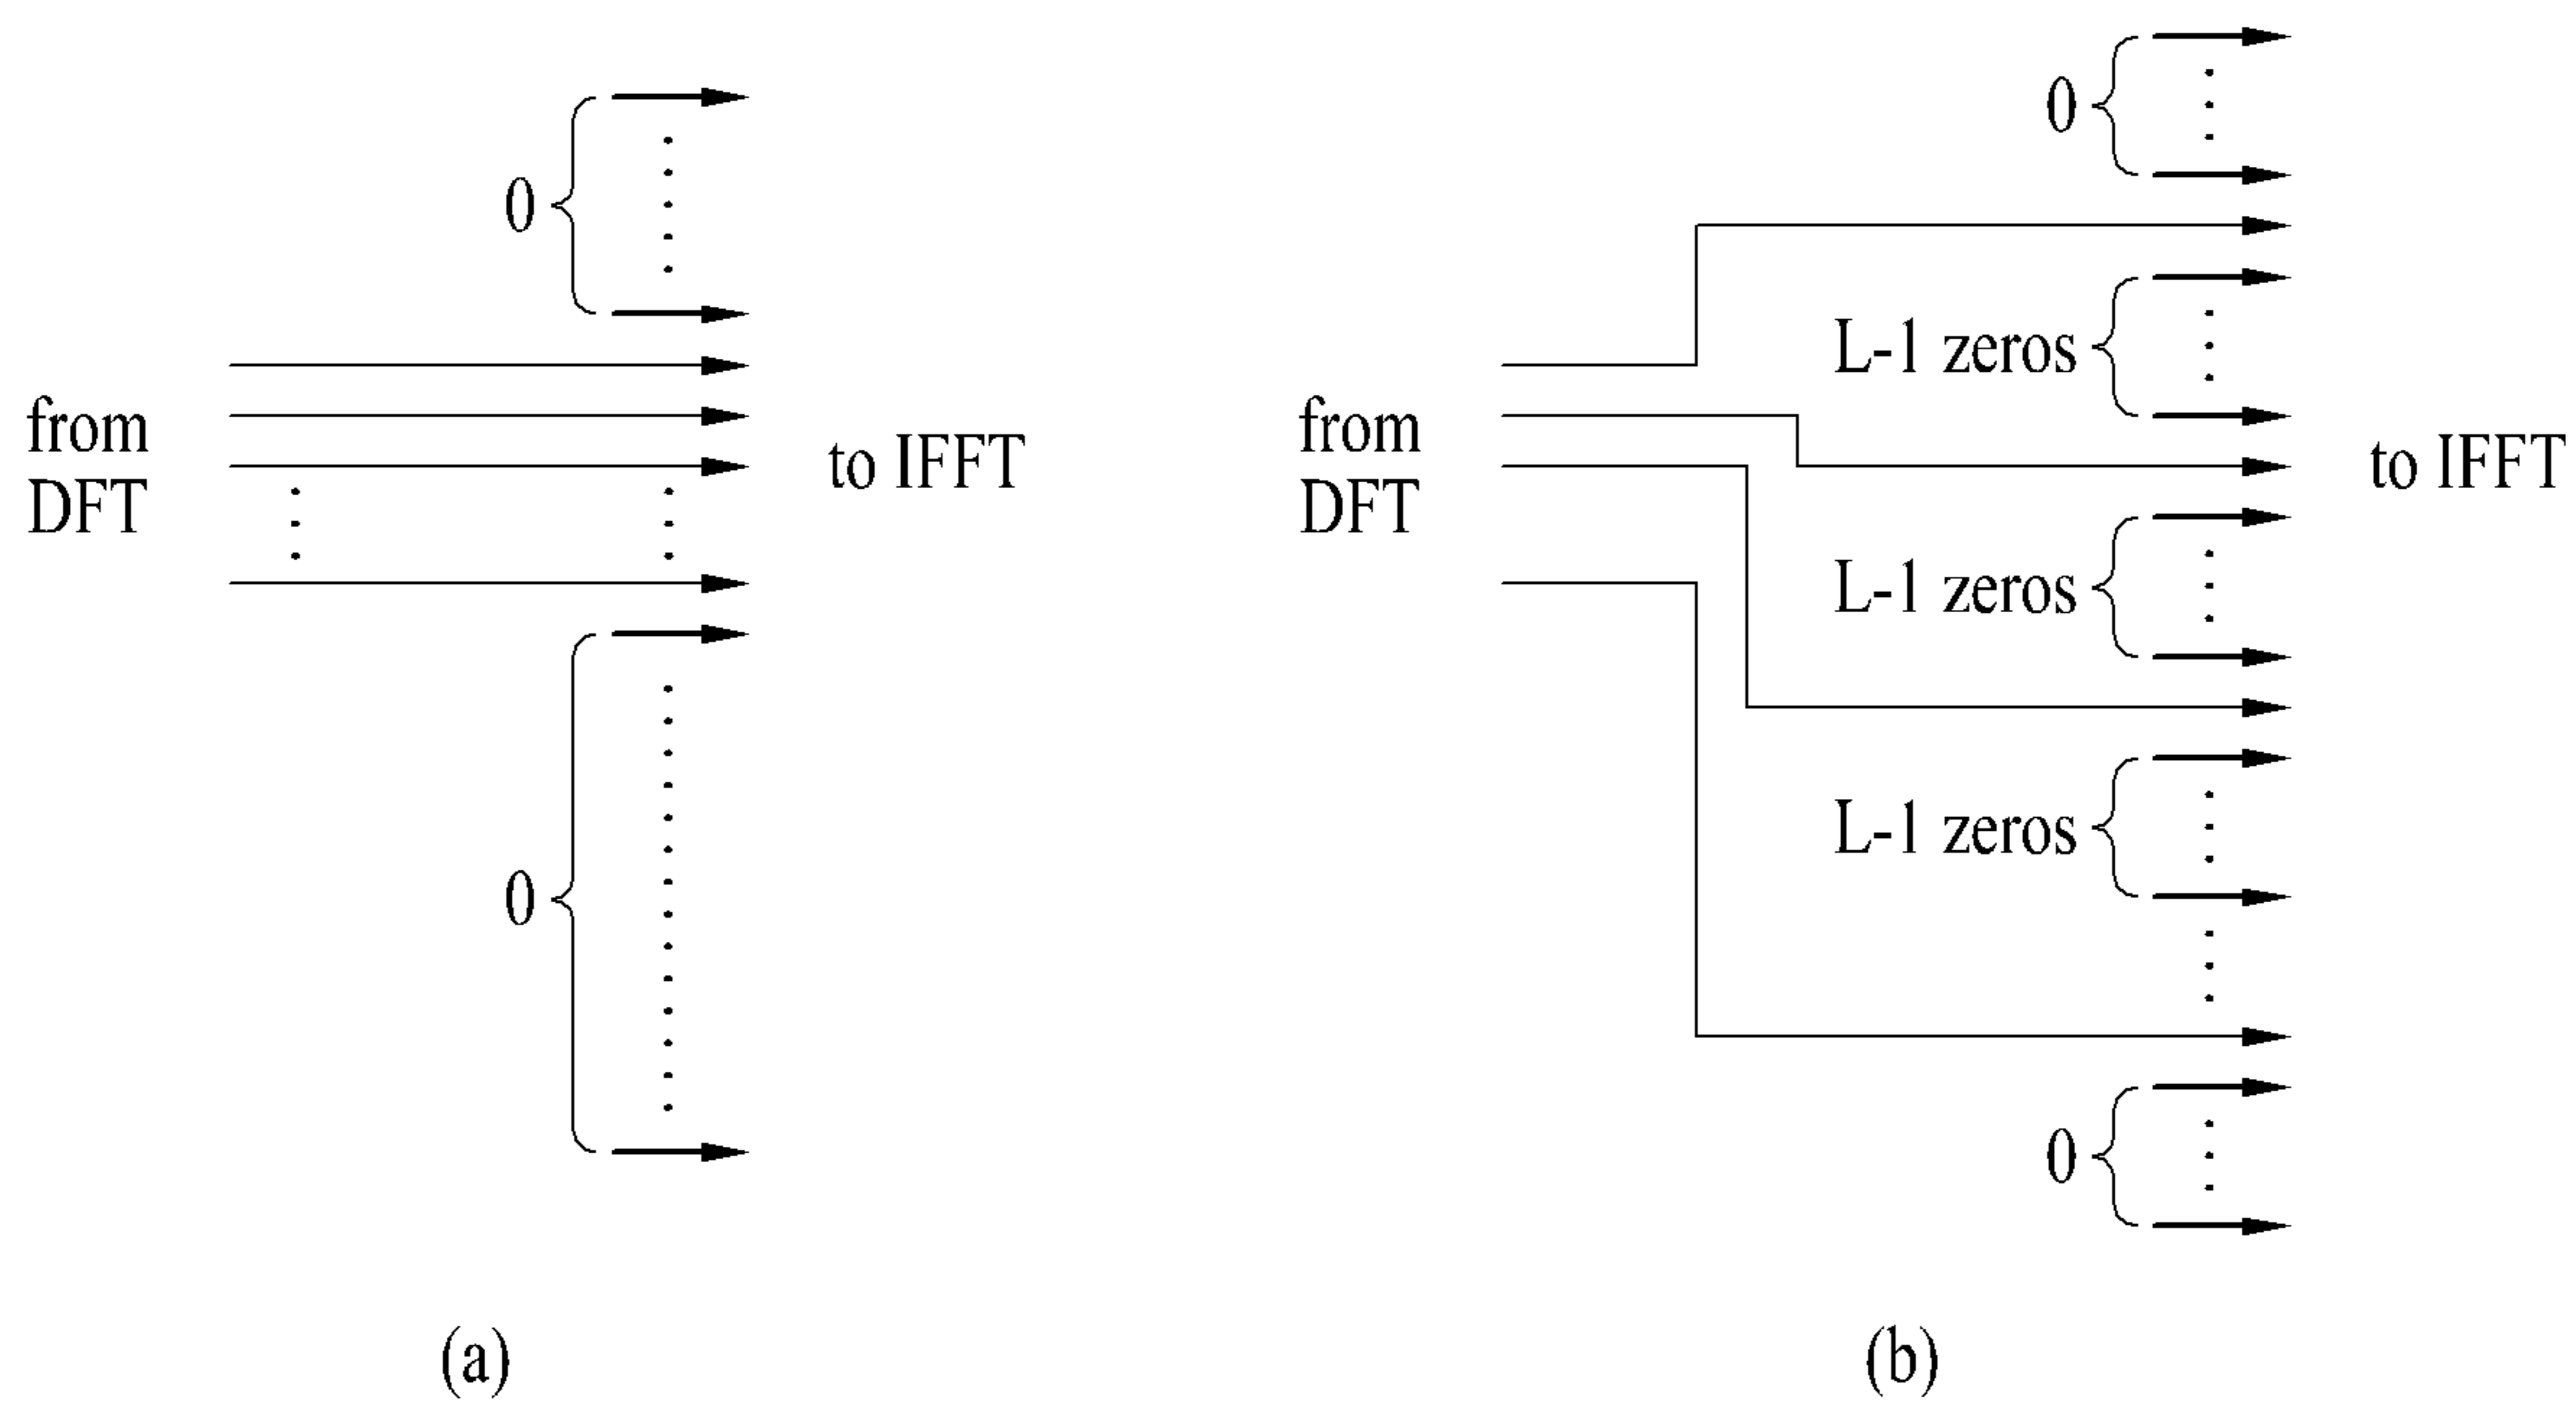 0
from
DFT
to IFFT
0
(a)
0
L-1 zeros
from
DFT
to IFFT
L-1 zeros
L-1 zeros
0
(b)